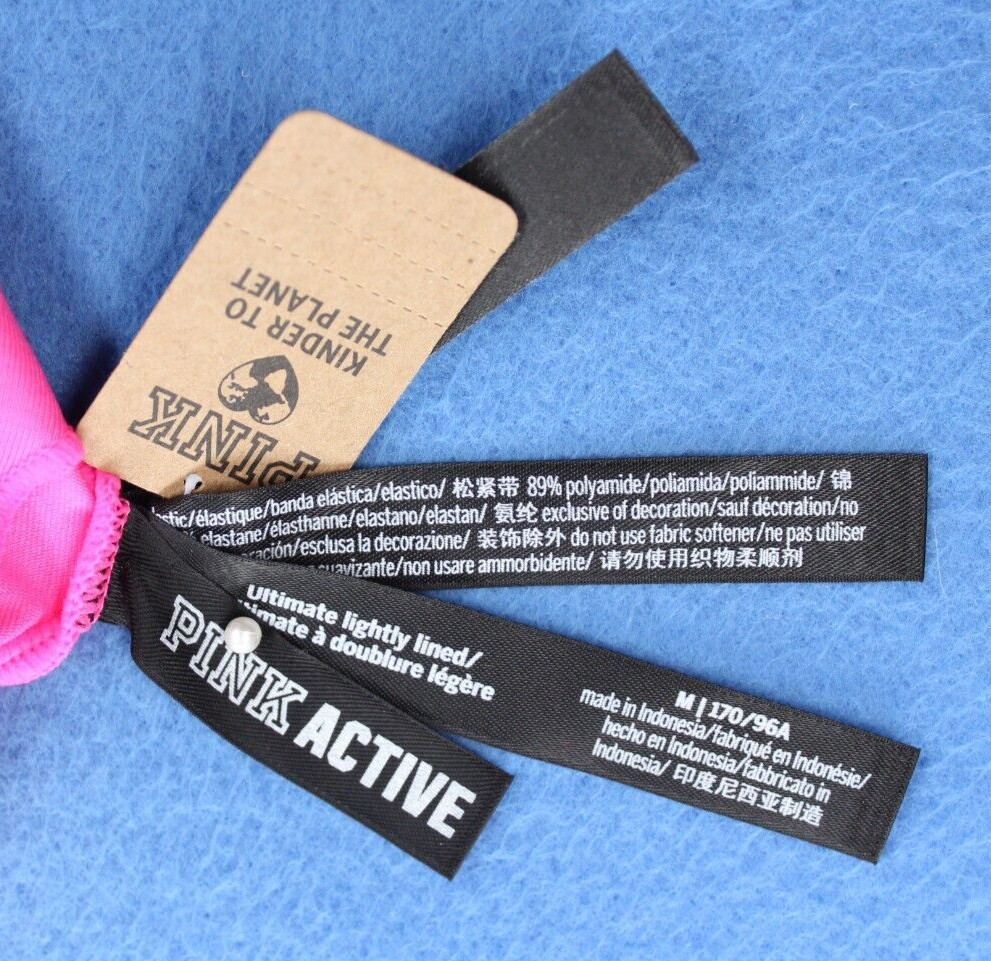 KINDER TO
THE PLANET
PINK
/élastique/banda elástica/elastico/ 松紧带 89% polyamide/poliamida/poliammide/ 锦
elastane/élasthanne/elastano/elastan/ 氨纶 exclusive of decoration/sauf décoration/no
/esclusa la decorazione/ 装饰除外 do not use fabric softener/ne pas utiliser
/non usare ammorbidente/ 请勿使用织物柔顺剂
Ultimate lightly lined/
à doublure légère
M | 170/96A
made in Indonesia/fabriqué en Indonésie/
hecho en Indonesia/fabbricato in
Indonesia/ 印度尼西亚制造
PINK ACTIVE